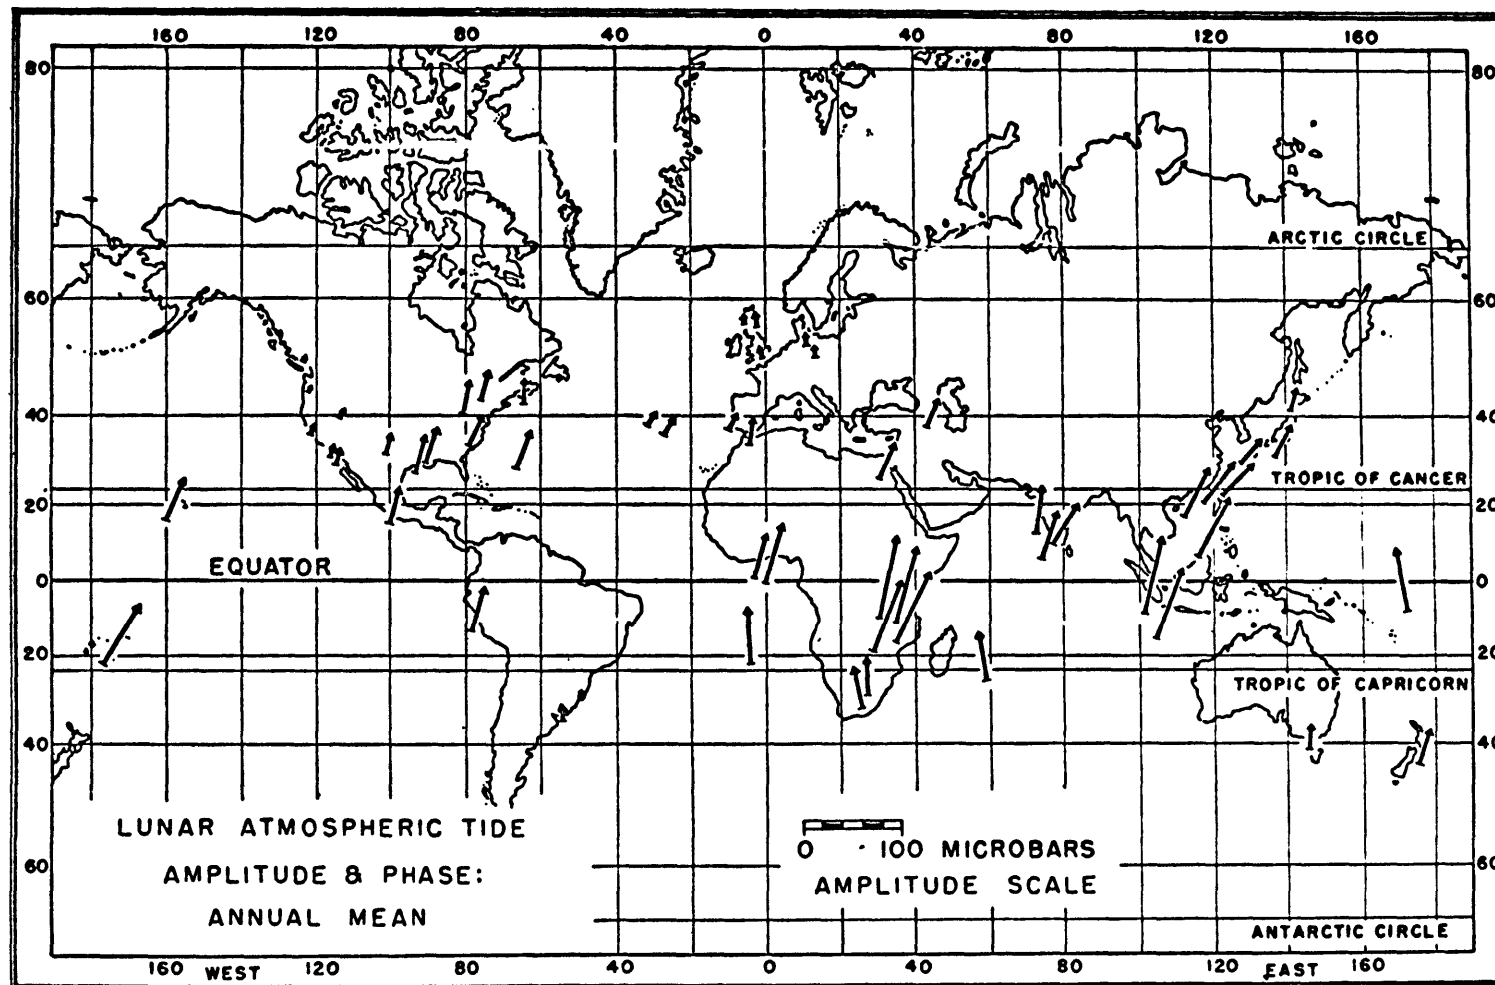 160 120 80 0 40 80 120 160
80 80
ARCTIC CIRCLE
60 60
40 40
TROPIC OF CANCER
20 20
EQUATOR
0 0
20 20
TROPIC OF CAPRICORN
40 40
LUNAR ATMOSPHERIC TIDE
AMPLITUDE & PHASE:
ANNUAL MEAN
0 100 MICROBARS
AMPLITUDE SCALE
60 60
ANTARCTIC CIRCLE
160 WEST 120 80 0 40 80 120 EAST 160